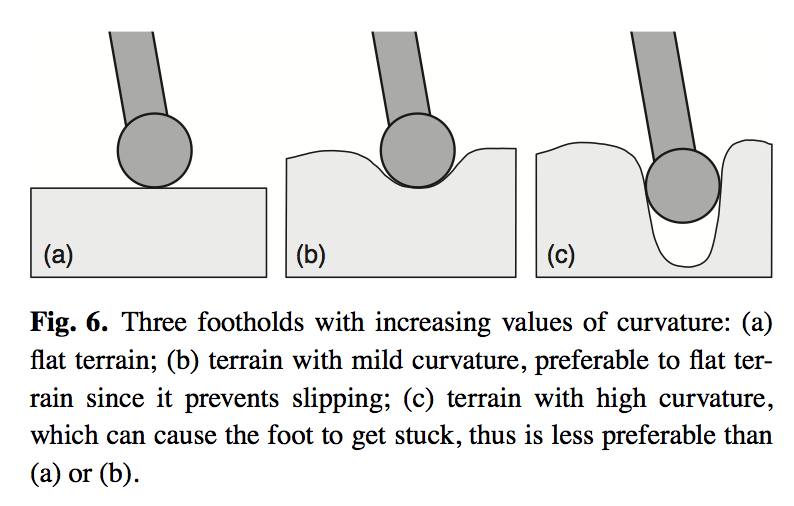 (a)
(b)
(c)
Fig. 6. Three footholds with increasing values of curvature: (a)
flat terrain; (b) terrain with mild curvature, preferable to flat ter-
rain since it prevents slipping; (c) terrain with high curvature,
which can cause the foot to get stuck, thus is less preferable than
(a) or (b).